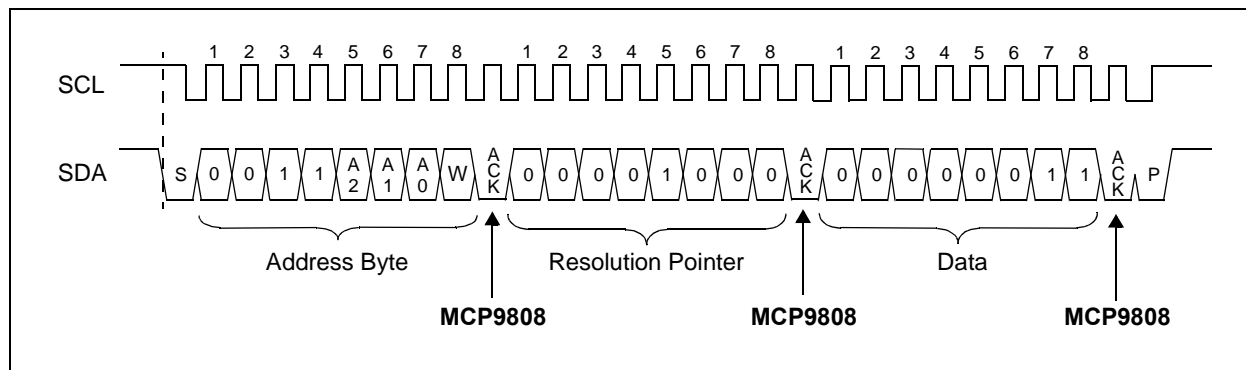 1 2 3 4 5 6 7 8 1 2 3 4 5 6 7 8 1 2 3 4 5 6 7 8
SCL
SDA S 0 0 1 1 A2 A1 A0 W ACK 0 0 0 0 1 0 0 0 ACK 0 0 0 0 0 0 1 1 ACK P
Address Byte Resolution Pointer Data
MCP9808 MCP9808 MCP9808